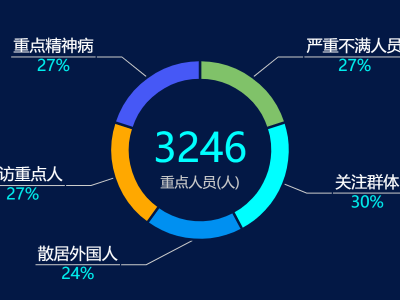 重点精神病
27%
严重不满人员
27%
3246
重点人员(人)
访重点人
27%
关注群体
30%
散居外国人
24%